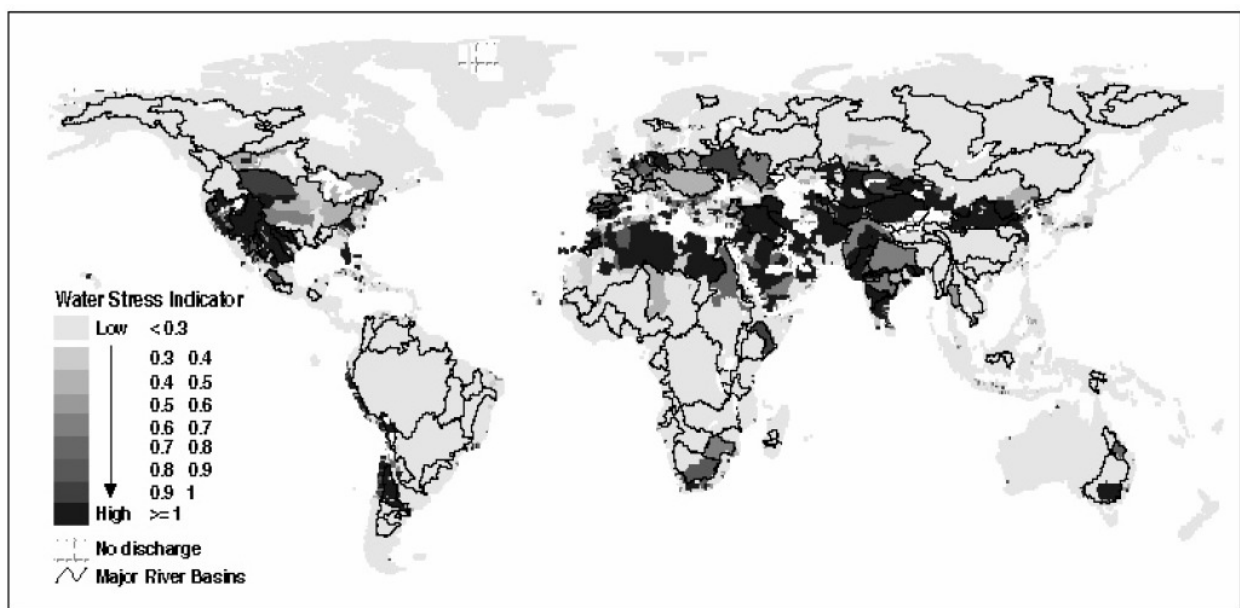 Water Stress Indicator
Low < 0.3
0.3 0.4
0.4 0.5
0.5 0.6
0.6 0.7
0.7 0.8
0.8 0.9
0.9 1
High >= 1
No discharge
Major River Basins